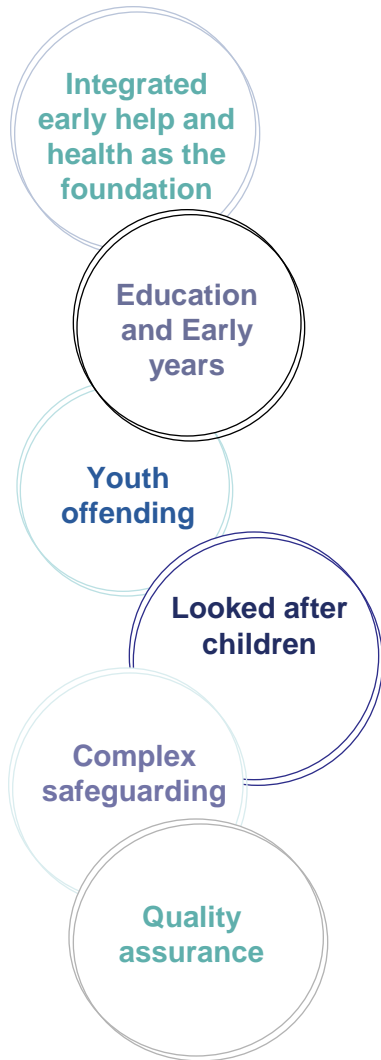 Integrated
early help and
health as the
foundation
Education
and Early
years
Youth
offending
Looked after
children
Complex
safeguarding
Quality
assurance